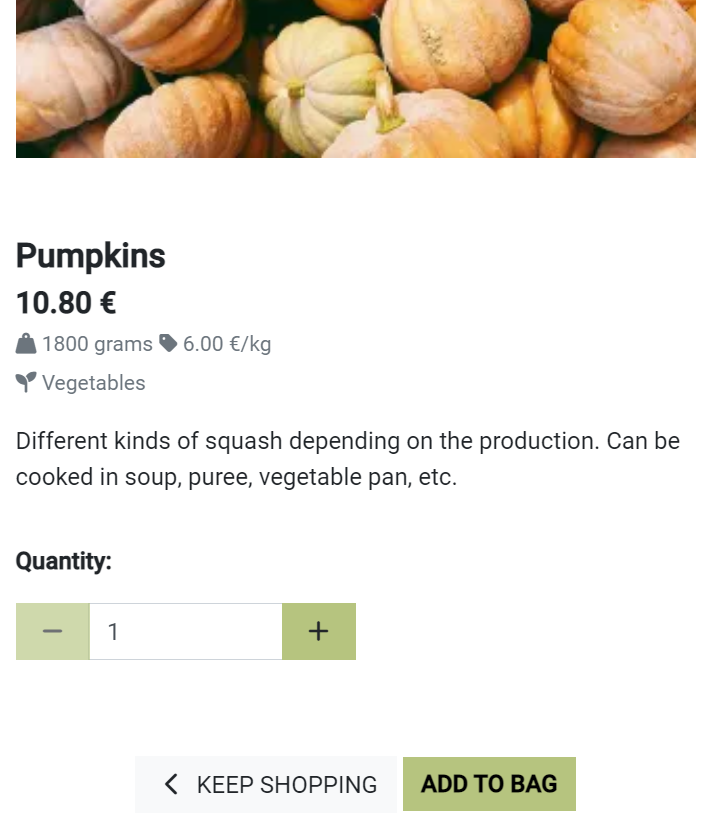 Pumpkins
10.80 €
1800 grams 6.00 €/kg
Vegetables
Different kinds of squash depending on the production. Can be
cooked in soup, puree, vegetable pan, etc.
Quantity:
− 1 +
KEEP SHOPPING ADD TO BAG